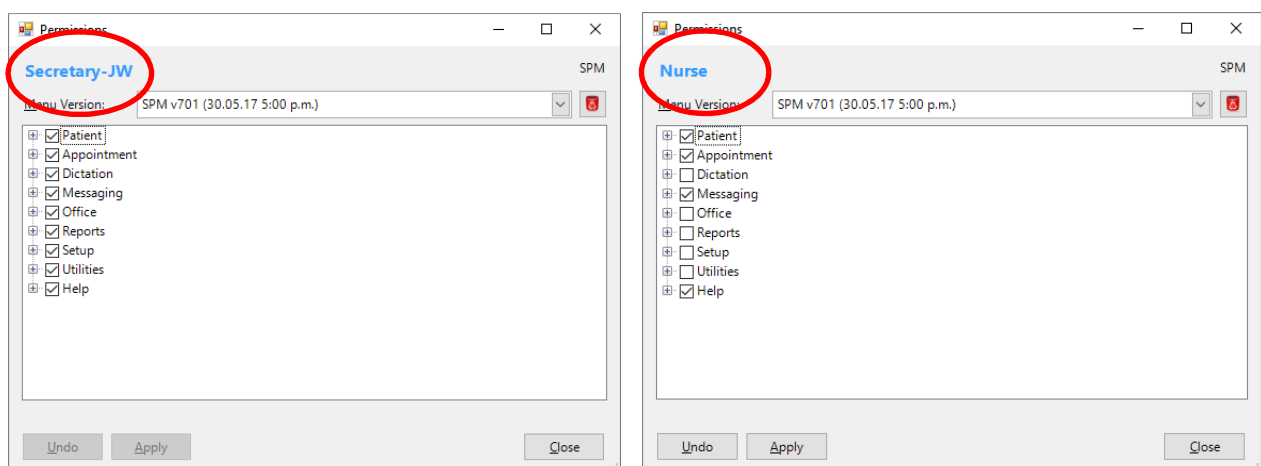 Permissions
Secretary-JW
SPM
Menu Version:
SPM v701 (30.05.17 5:00 p.m.)
Patient
Appointment
Dictation
Messaging
Office
Reports
Setup
Utilities
Help
Undo
Apply
Close
Permissions
Nurse
SPM
Menu Version:
SPM v701 (30.05.17 5:00 p.m.)
Patient
Appointment
Dictation
Messaging
Office
Reports
Setup
Utilities
Help
Undo
Apply
Close